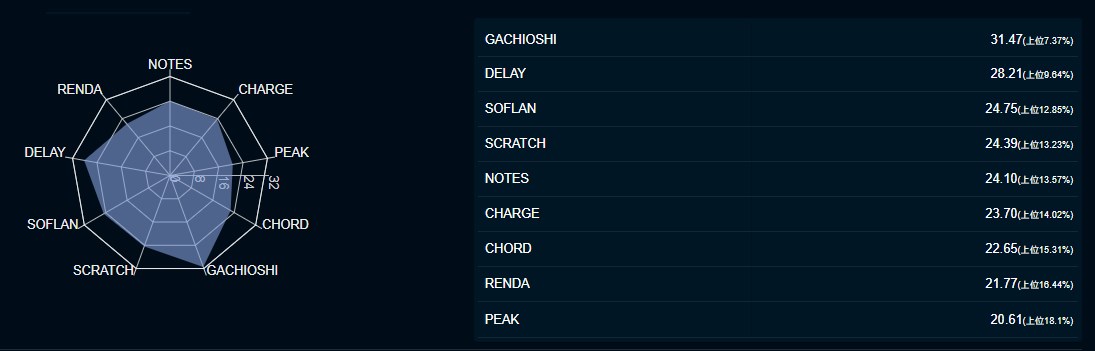 NOTES
RENDA
CHARGE
DELAY
PEAK
0
8
16
24
32
SOFLAN
CHORD
SCRATCH
GACHIOSHI
GACHIOSHI 31.47(上位7.37%)
DELAY 28.21(上位9.64%)
SOFLAN 24.75(上位12.85%)
SCRATCH 24.39(上位13.23%)
NOTES 24.10(上位13.57%)
CHARGE 23.70(上位14.02%)
CHORD 22.65(上位15.31%)
RENDA 21.77(上位16.44%)
PEAK 20.61(上位18.1%)